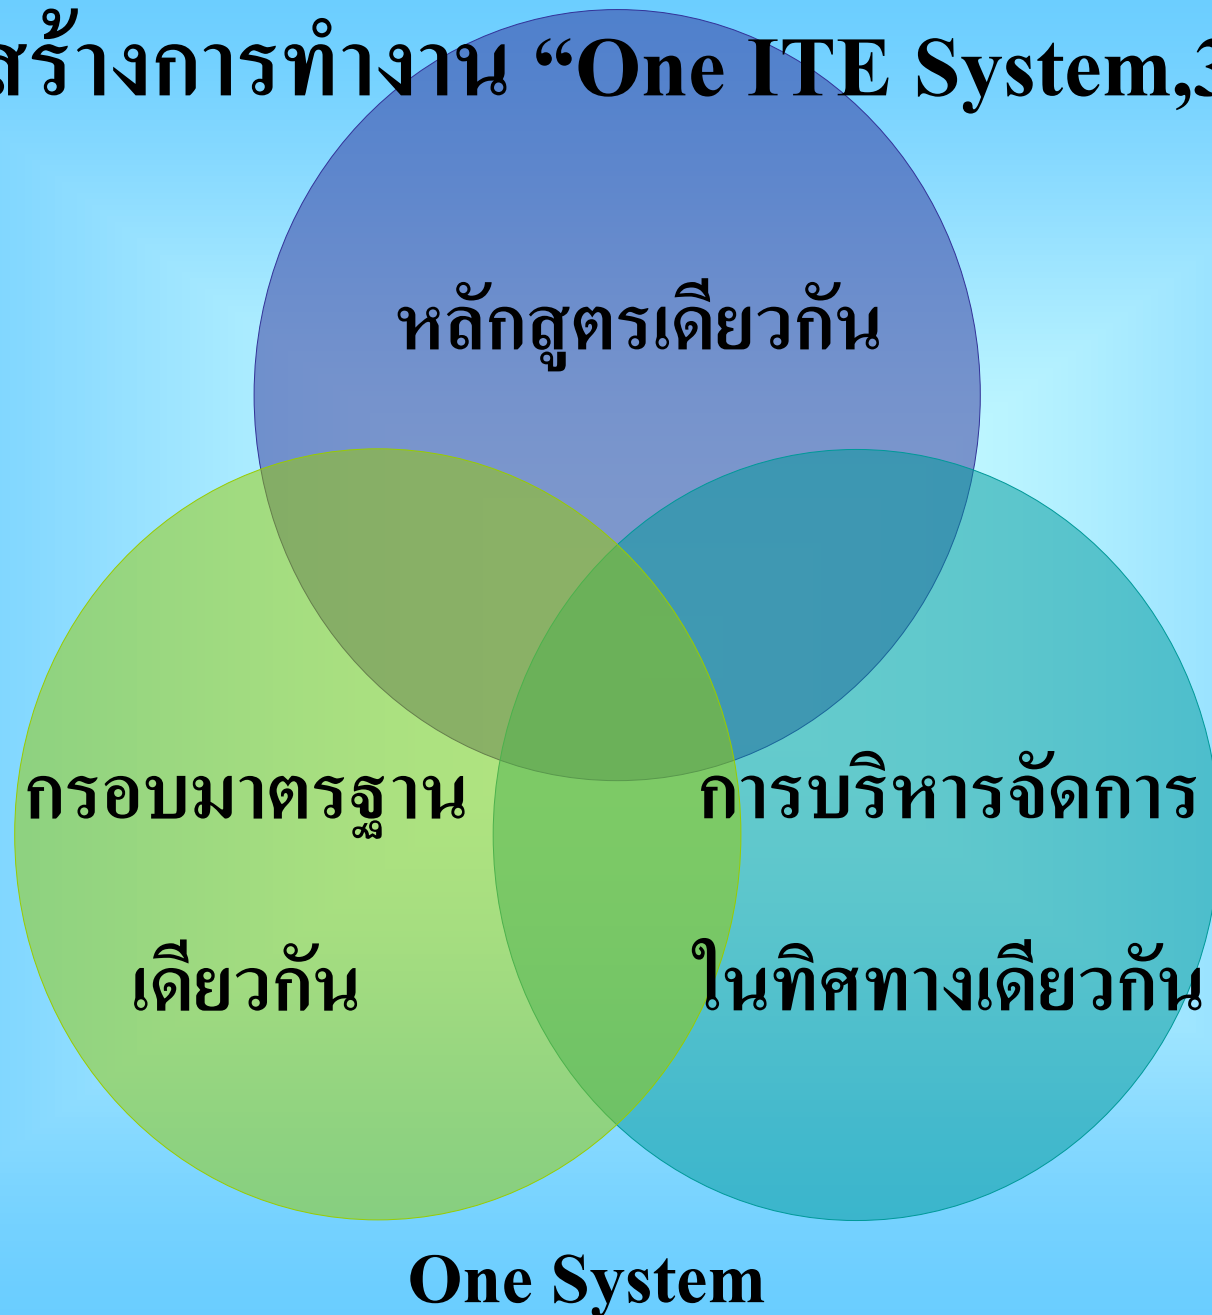 สร้างการทำงาน “One ITE System,3
หลักสูตรเดียวกัน
กรอบมาตรฐาน
เดียวกัน
การบริหารจัดการ
ในทิศทางเดียวกัน
One System